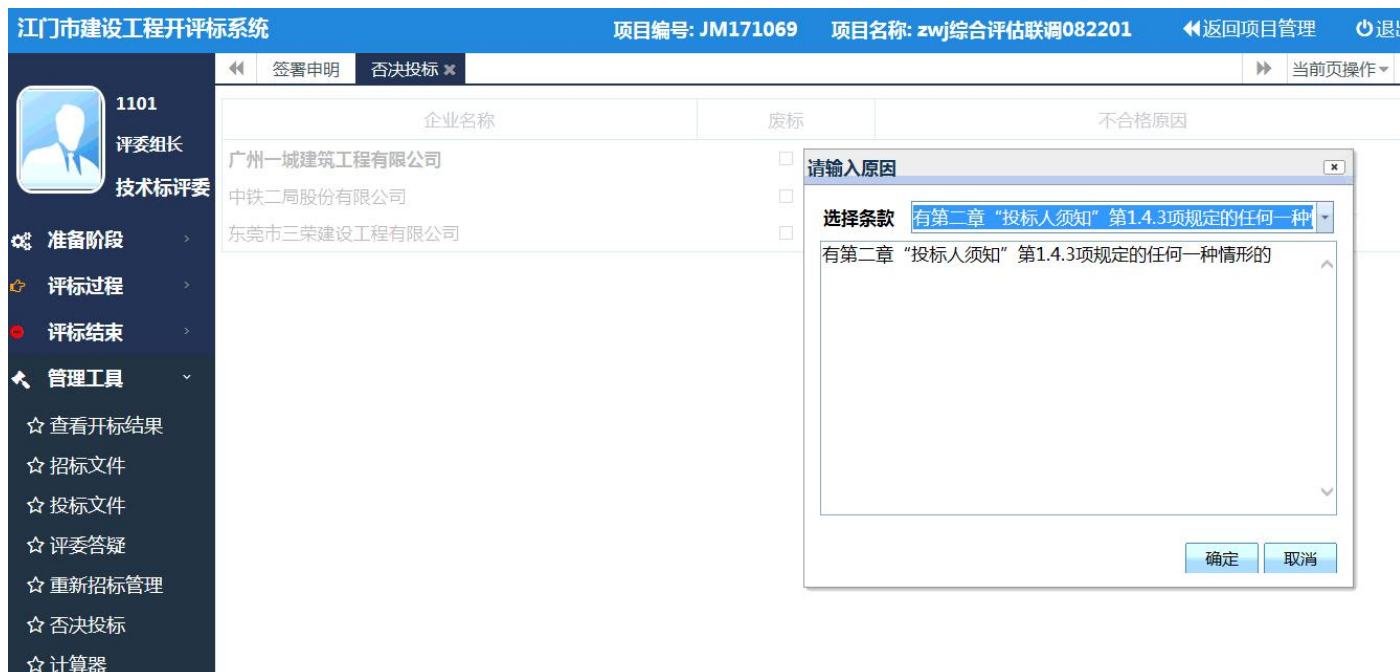 江门市建设工程开评标系统 项目编号: JM171069 项目名称: zwj综合评估联调082201 返回项目管理 退出
签署申明 否决投标 当前页操作
1101
评委组长
技术标评委
企业名称 废标 不合格原因
广州一城建筑工程有限公司
中铁二局股份有限公司
东莞市三荣建设工程有限公司
请输入原因
选择条款 有第二章“投标人须知”第1.4.3项规定的任何一种
有第二章“投标人须知”第1.4.3项规定的任何一种情形的
确定 取消
准备阶段
评标过程
评标结束
管理工具
查看开标结果
招标文件
投标文件
评委答疑
重新招标管理
否决投标
计算器